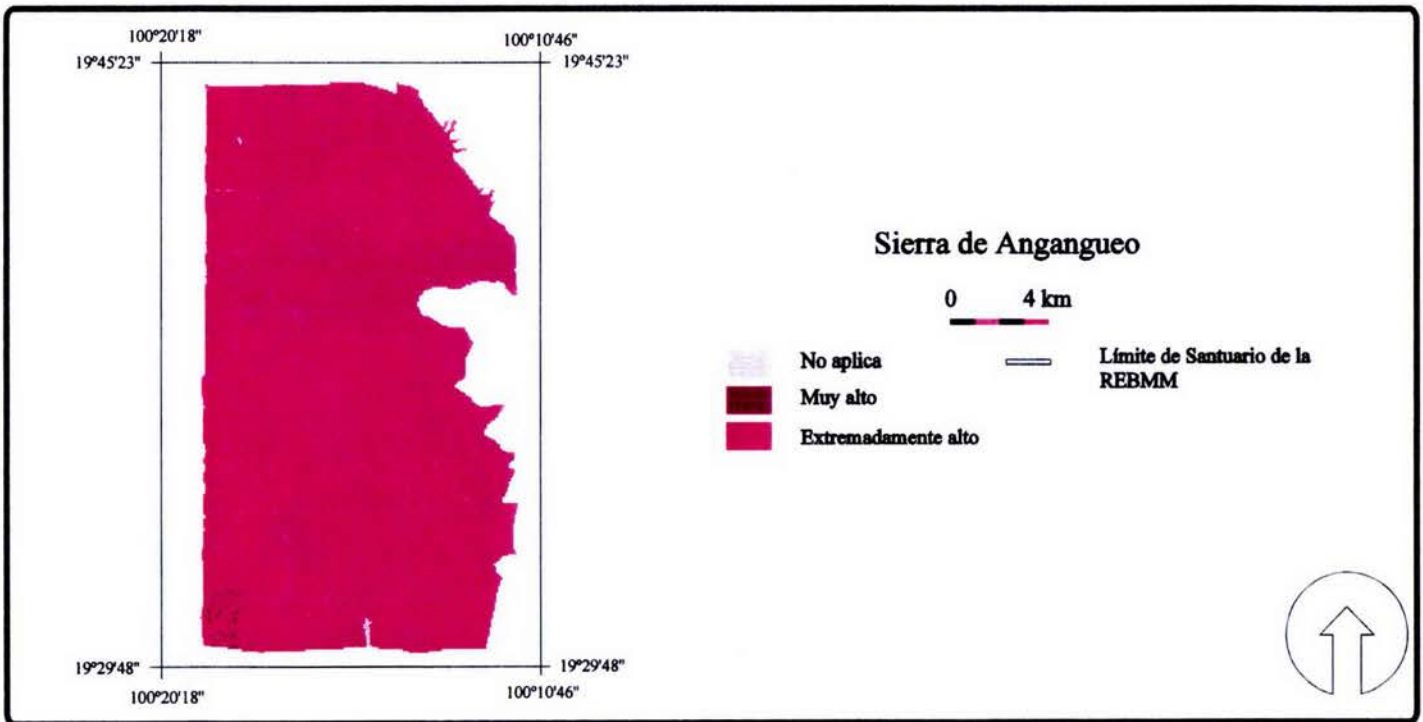 100°20'18"
100°10'46"
19°45'23"
19°45'23"
Sierra de Angangueo
0 4 km
No aplica
Límite de Santuario de la
REBMM
Muy alto
Extremadamente alto
19°29'48"
19°29'48"
100°20'18"
100°10'46"